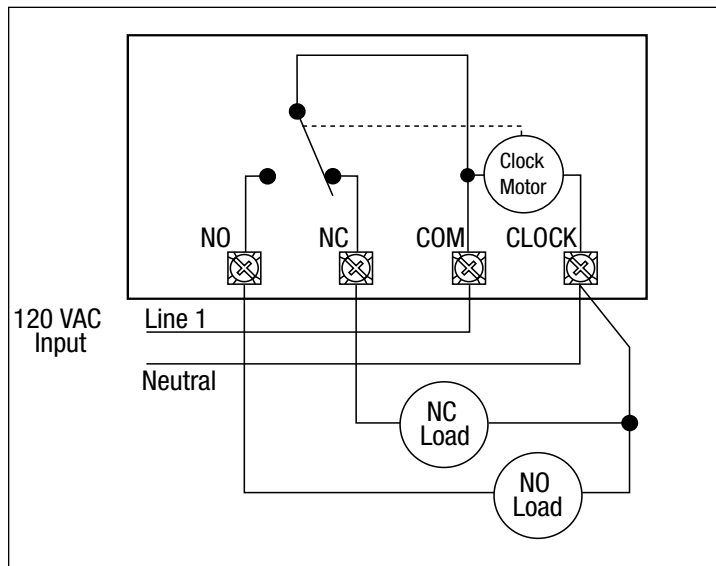 Clock
Motor
NO
NC
COM
CLOCK
120 VAC
Input
Line 1
Neutral
NC
Load
NO
Load